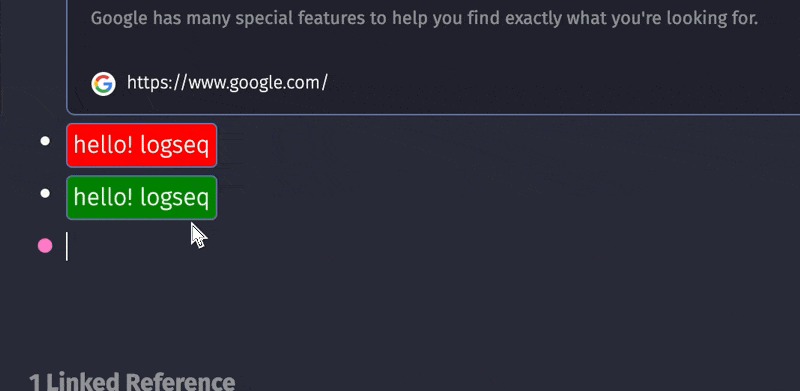 Google has many special features to help you find exactly what you're looking for.
https://www.google.com/
hello! logseq
hello! logseq
1 Linked Reference